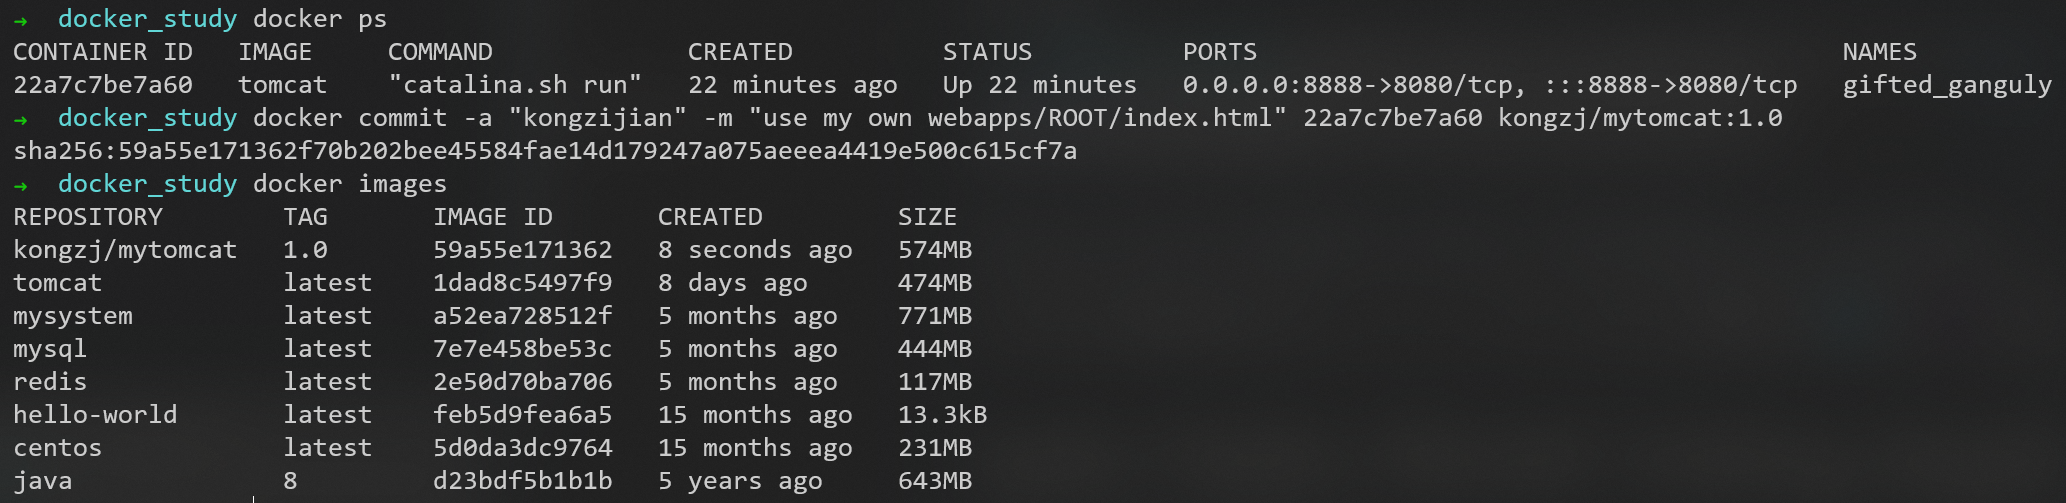 → docker_study docker ps
CONTAINER ID IMAGE COMMAND CREATED STATUS PORTS NAMES
22a7c7be7a60 tomcat "catalina.sh run" 22 minutes ago Up 22 minutes 0.0.0.0:8888->8080/tcp, :::8888->8080/tcp gifted_ganguly
→ docker_study docker commit -a "kongzijian" -m "use my own webapps/ROOT/index.html" 22a7c7be7a60 kongzj/mytomcat:1.0
sha256:59a55e171362f70b202bee45584fae14d179247a075aeeea4419e500c615cf7a
→ docker_study docker images
REPOSITORY TAG IMAGE ID CREATED SIZE
kongzj/mytomcat 1.0 59a55e171362 8 seconds ago 574MB
tomcat latest 1dad8c5497f9 8 days ago 474MB
mysystem latest a52ea728512f 5 months ago 771MB
mysql latest 7e7e458be53c 5 months ago 444MB
redis latest 2e50d70ba706 5 months ago 117MB
hello-world latest feb5d9fea6a5 15 months ago 13.3kB
centos latest 5d0da3dc9764 15 months ago 231MB
java 8 d23bdf5b1b1b 5 years ago 643MB